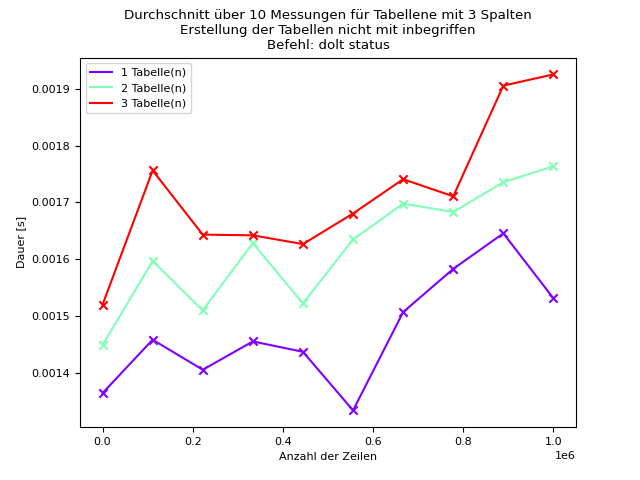 Durchschnitt über 10 Messungen für Tabellene mit 3 Spalten
Erstellung der Tabellen nicht mit inbegriffen
Befehl: dolt status
1 Tabelle(n)
2 Tabelle(n)
3 Tabelle(n)
0.0019
0.0018
0.0017
0.0016
0.0015
0.0014
Dauer [s]
0.0 0.2 0.4 0.6 0.8 1.0
1e6
Anzahl der Zeilen